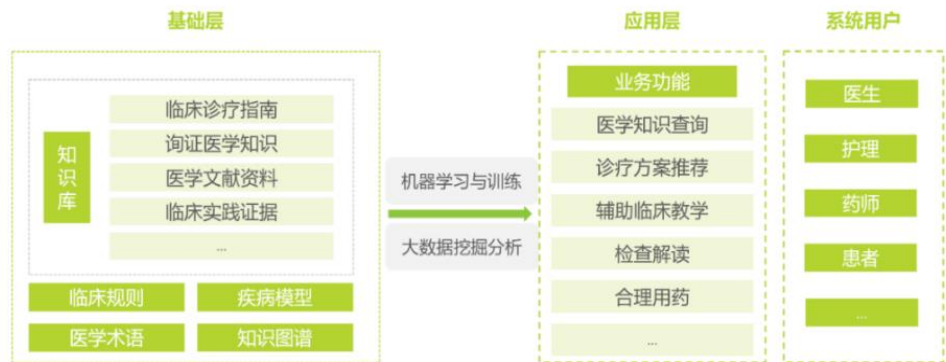 基础层
知识库
临床诊疗指南
询证医学知识
医学文献资料
临床实践证据
...
临床规则
疾病模型
医学术语
知识图谱
机器学习与训练
大数据挖掘分析
应用层
业务功能
医学知识查询
诊疗方案推荐
辅助临床教学
检查解读
合理用药
...
系统用户
医生
护理
药师
患者
...